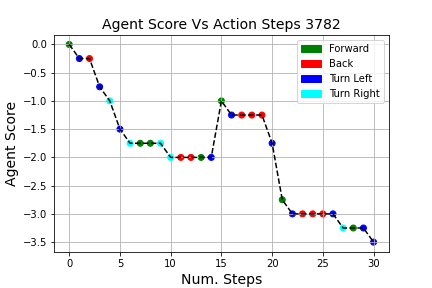 Agent Score Vs Action Steps 3782
Forward
Back
Turn Left
Turn Right
Agent Score
0.0
−0.5
−1.0
−1.5
−2.0
−2.5
−3.0
−3.5
0 5 10 15 20 25 30
Num. Steps